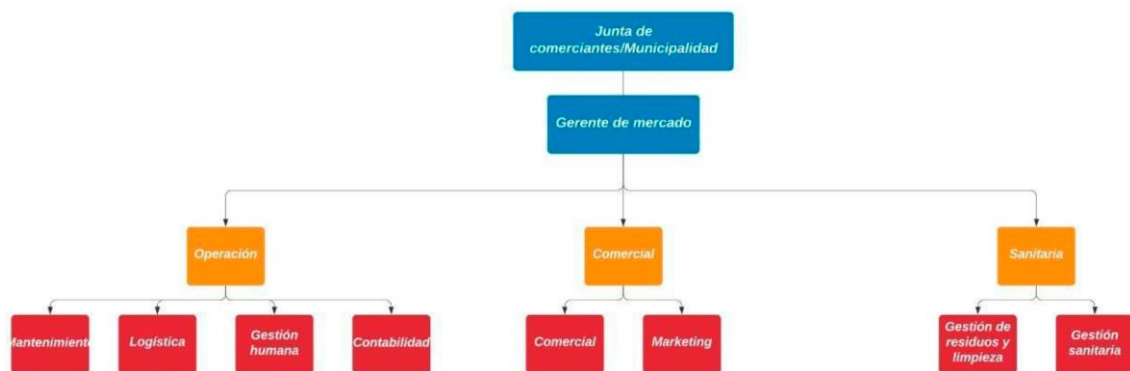 Junta de
comerciantes/Municipalidad
Gerente de mercado
Operación
Comercial
Sanitaria
Mantenimiento
Logística
Gestión
humana
Contabilidad
Comercial
Marketing
Gestión de
residuos y
limpieza
Gestión
sanitaria